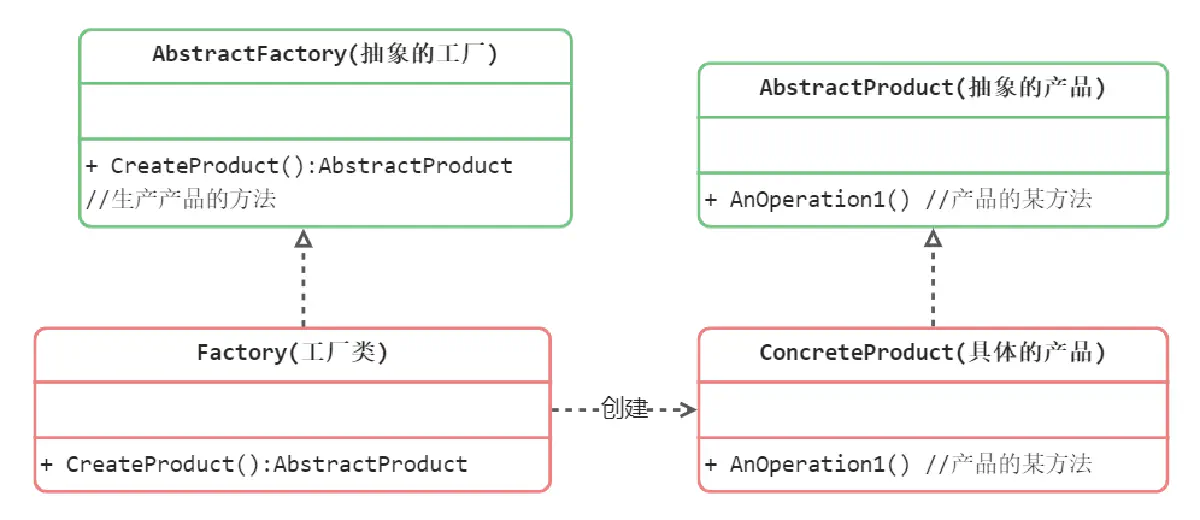 AbstractFactory(抽象的工厂)
+ CreateProduct():AbstractProduct
//生产产品的方法
AbstractProduct(抽象的产品)
+ AnOperation1() //产品的某方法
Factory(工厂类)
+ CreateProduct():AbstractProduct
创建
ConcreteProduct(具体的产品)
+ AnOperation1() //产品的某方法